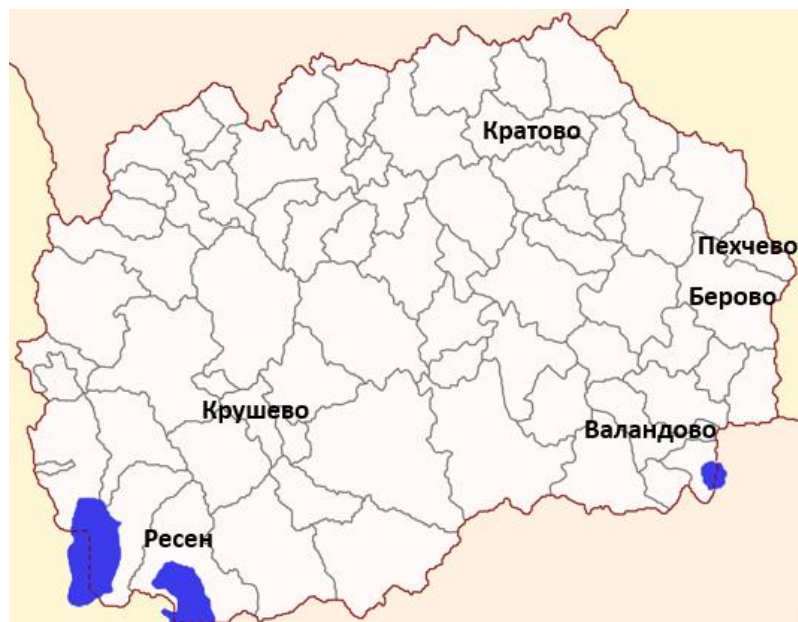 Кратово
Пехчево
Берово
Крушево
Валандово
Ресен